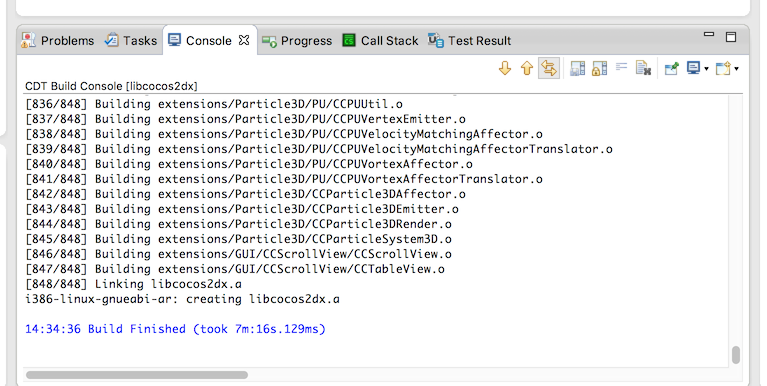 Problems Tasks Console Progress Call Stack Test Result
CDT Build Console [libcocos2dx]
[836/848] Building extensions/Particle3D/PU/CCPUUtil.o
[837/848] Building extensions/Particle3D/PU/CCPUVertexEmitter.o
[838/848] Building extensions/Particle3D/PU/CCPUVelocityMatchingAffector.o
[839/848] Building extensions/Particle3D/PU/CCPUVelocityMatchingAffectorTranslator.o
[840/848] Building extensions/Particle3D/PU/CCPUVortexAffector.o
[841/848] Building extensions/Particle3D/PU/CCPUVortexAffectorTranslator.o
[842/848] Building extensions/Particle3D/CCParticle3DAffector.o
[843/848] Building extensions/Particle3D/CCParticle3DEmitter.o
[844/848] Building extensions/Particle3D/CCParticle3DRender.o
[845/848] Building extensions/Particle3D/CCParticleSystem3D.o
[846/848] Building extensions/GUI/CCScrollView/CCScrollView.o
[847/848] Building extensions/GUI/CCScrollView/CCTableView.o
[848/848] Linking libcocos2dx.a
i386-linux-gnueabi-ar: creating libcocos2dx.a
14:34:36 Build Finished (took 7m:16s.129ms)